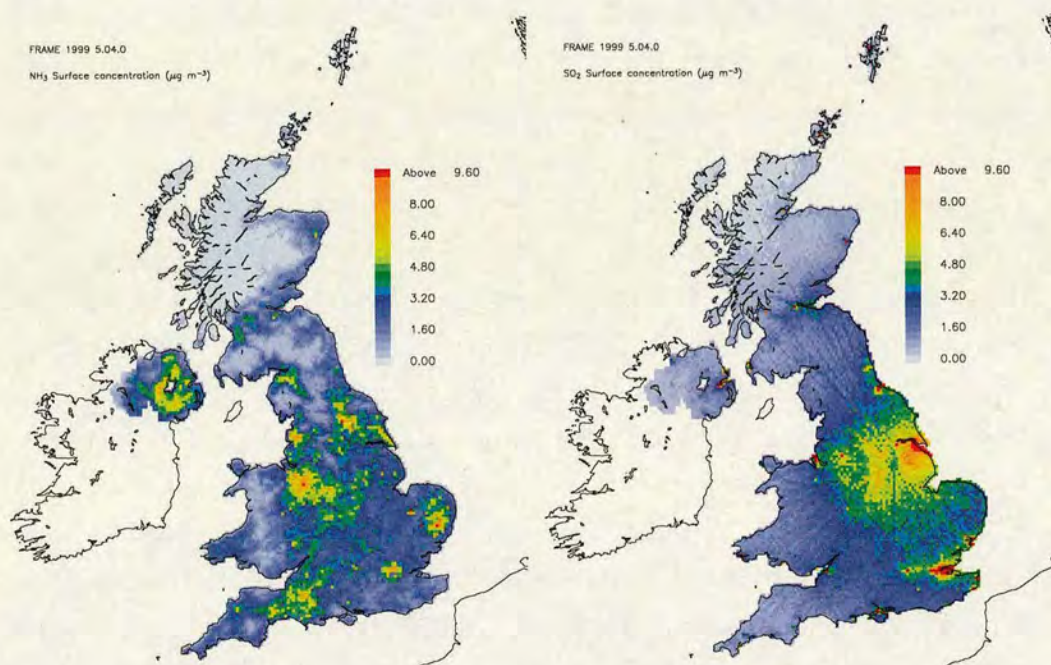 FRAME 1999 5.04.0
NH₃ Surface concentration (μg m⁻³)
Above 9.60
8.00
6.40
4.80
3.20
1.60
0.00
FRAME 1999 5.04.0
SO₂ Surface concentration (μg m⁻³)
Above 9.60
8.00
6.40
4.80
3.20
1.60
0.00